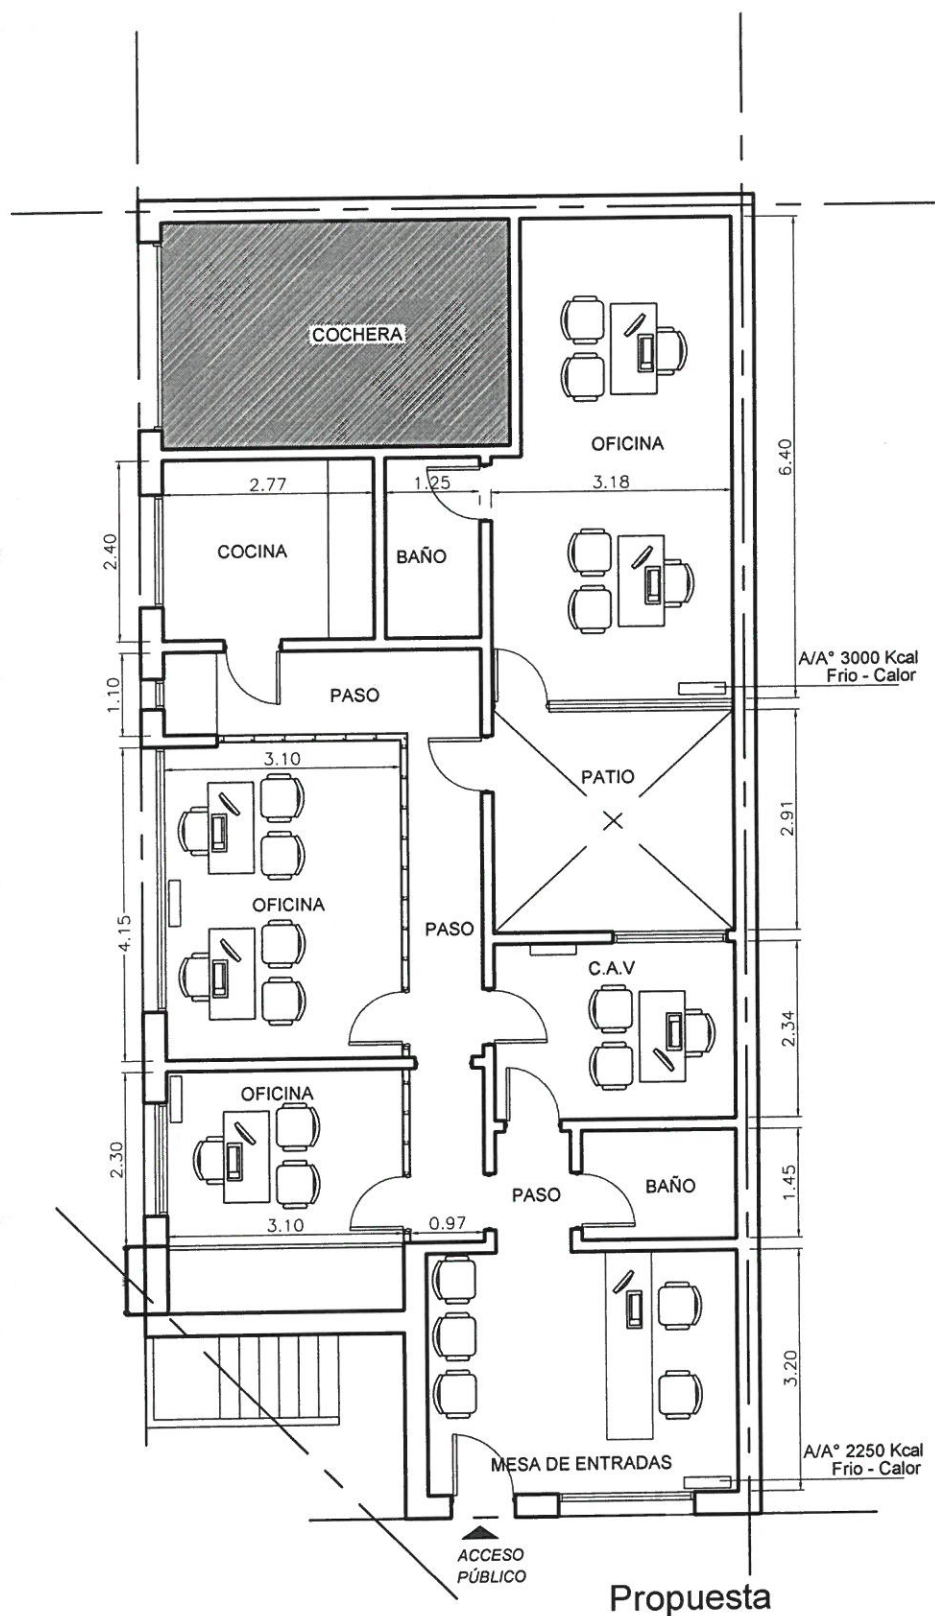 COCHERA
OFICINA
6.40
2.77
1.25
3.18
2.40
COCINA
BAÑO
A/A° 3000 Kcal
Frio - Calor
1.10
PASO
3.10
PATIO
2.91
4.15
OFICINA
PASO
C.A.V
2.34
OFICINA
2.30
PASO
BAÑO
1.45
3.10
0.97
3.20
MESA DE ENTRADAS
A/A° 2250 Kcal
Frio - Calor
ACCESO
PÚBLICO
Propuesta